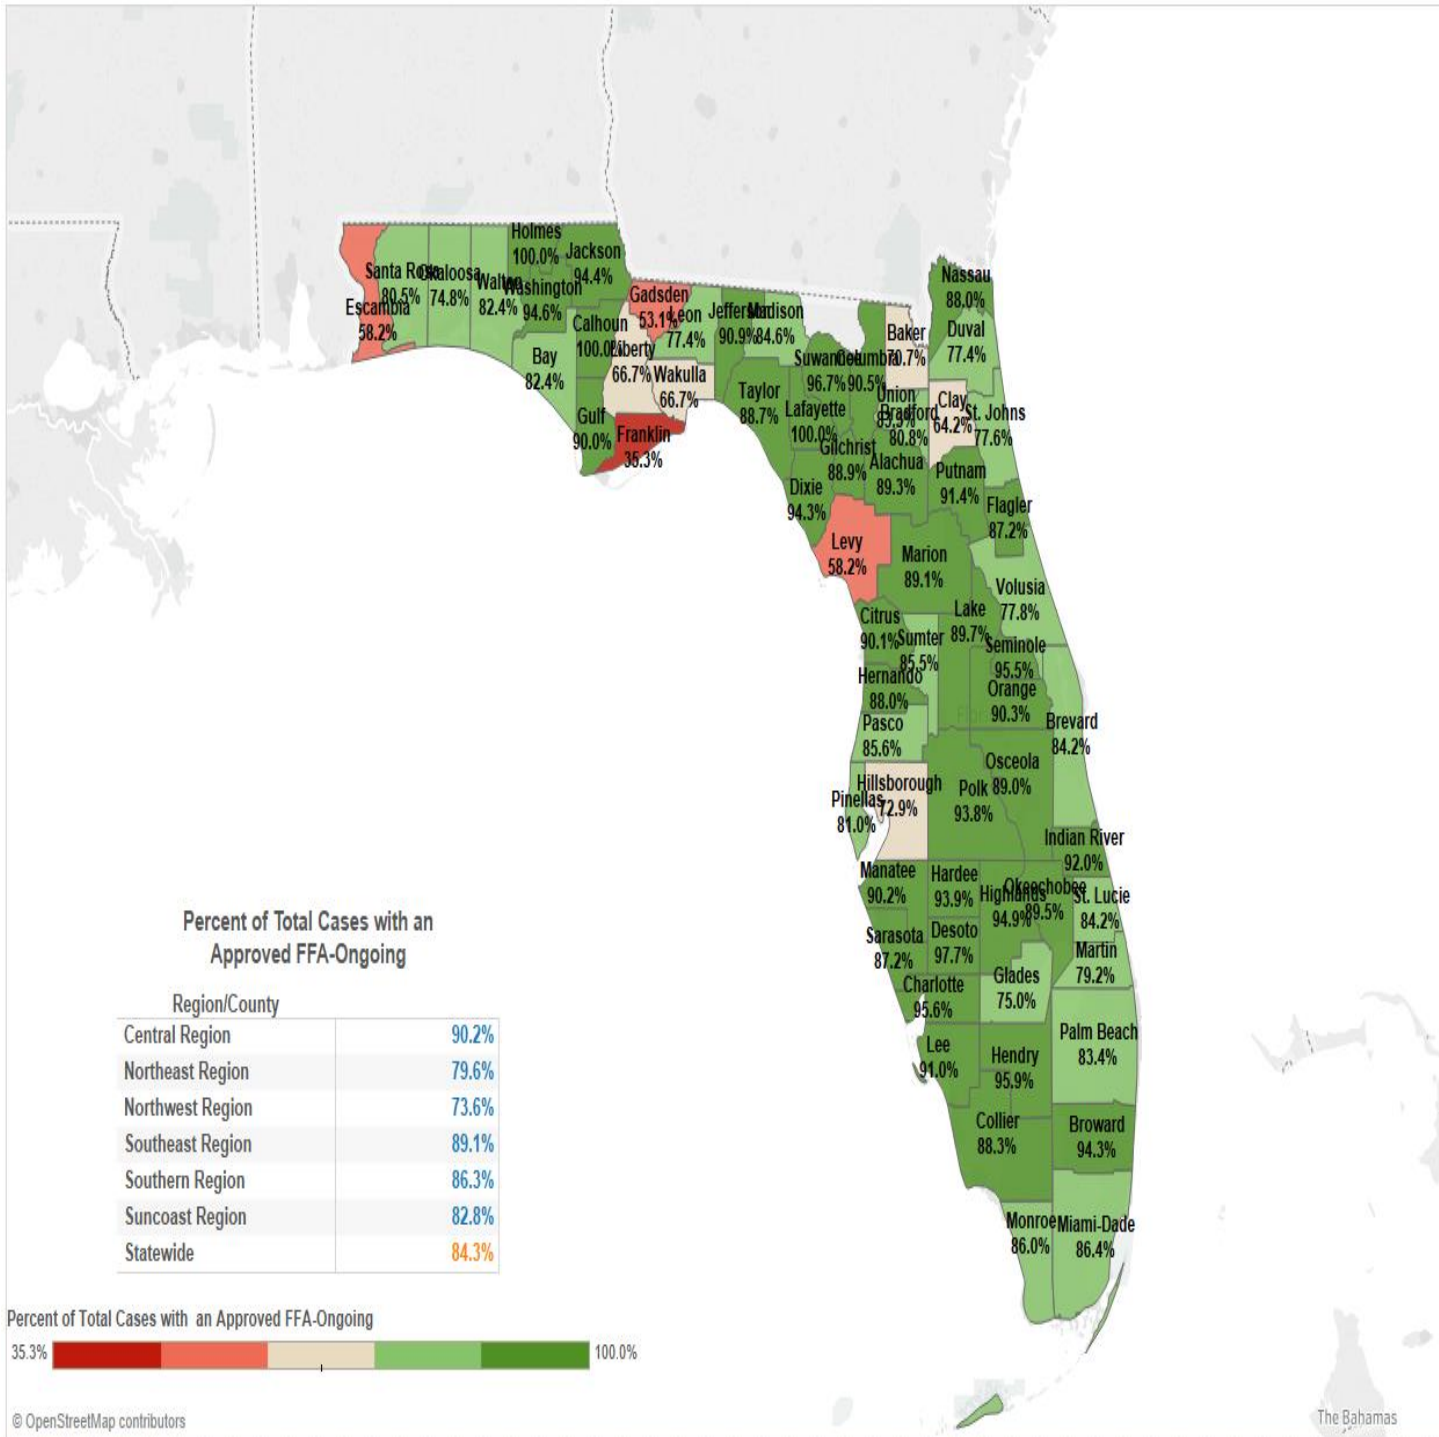 Holmes
100.0%
Jackson
94.4%
Santa Rosa
80.5%
Okaloosa
74.8%
Walton
82.4%
Washington
94.6%
Escambia
58.2%
Gadsden
53.1%
Leon
77.4%
Jefferson
90.9%
Madison
84.6%
Nassau
88.0%
Calhoun
100.0%
Liberty
66.7%
Bay
82.4%
Wakulla
66.7%
Baker
70.7%
Duval
77.4%
Suwannee
96.7%
Columbia
90.5%
Taylor
88.7%
Lafayette
100.0%
Union
Bradford
80.8%
Clay
64.2%
St. Johns
77.6%
Gulf
90.0%
Franklin
35.3%
Gilchrist
88.9%
Alachua
89.3%
Putnam
91.4%
Dixie
94.3%
Flagler
87.2%
Levy
58.2%
Marion
89.1%
Volusia
77.8%
Citrus
90.1%
Sumter
85.5%
Lake
89.7%
Seminole
95.5%
Hernando
88.0%
Orange
90.3%
Pasco
85.6%
Brevard
84.2%
Pinellas
81.0%
Hillsborough
72.9%
Polk
93.8%
Osceola
89.0%
Indian River
92.0%
Manatee
90.2%
Hardee
93.9%
Highlands
94.9%
Okeechobee
89.5%
St. Lucie
84.2%
Sarasota
87.2%
Desoto
97.7%
Martin
79.2%
Charlotte
95.6%
Glades
75.0%
Lee
91.0%
Hendry
95.9%
Palm Beach
83.4%
Collier
88.3%
Broward
94.3%
Monroe
86.0%
Miami-Dade
86.4%
Percent of Total Cases with an
Approved FFA-Ongoing
Region/County
Central Region 90.2%
Northeast Region 79.6%
Northwest Region 73.6%
Southeast Region 89.1%
Southern Region 86.3%
Suncoast Region 82.8%
Statewide 84.3%
Percent of Total Cases with an Approved FFA-Ongoing
35.3% 100.0%
© OpenStreetMap contributors
The Bahamas